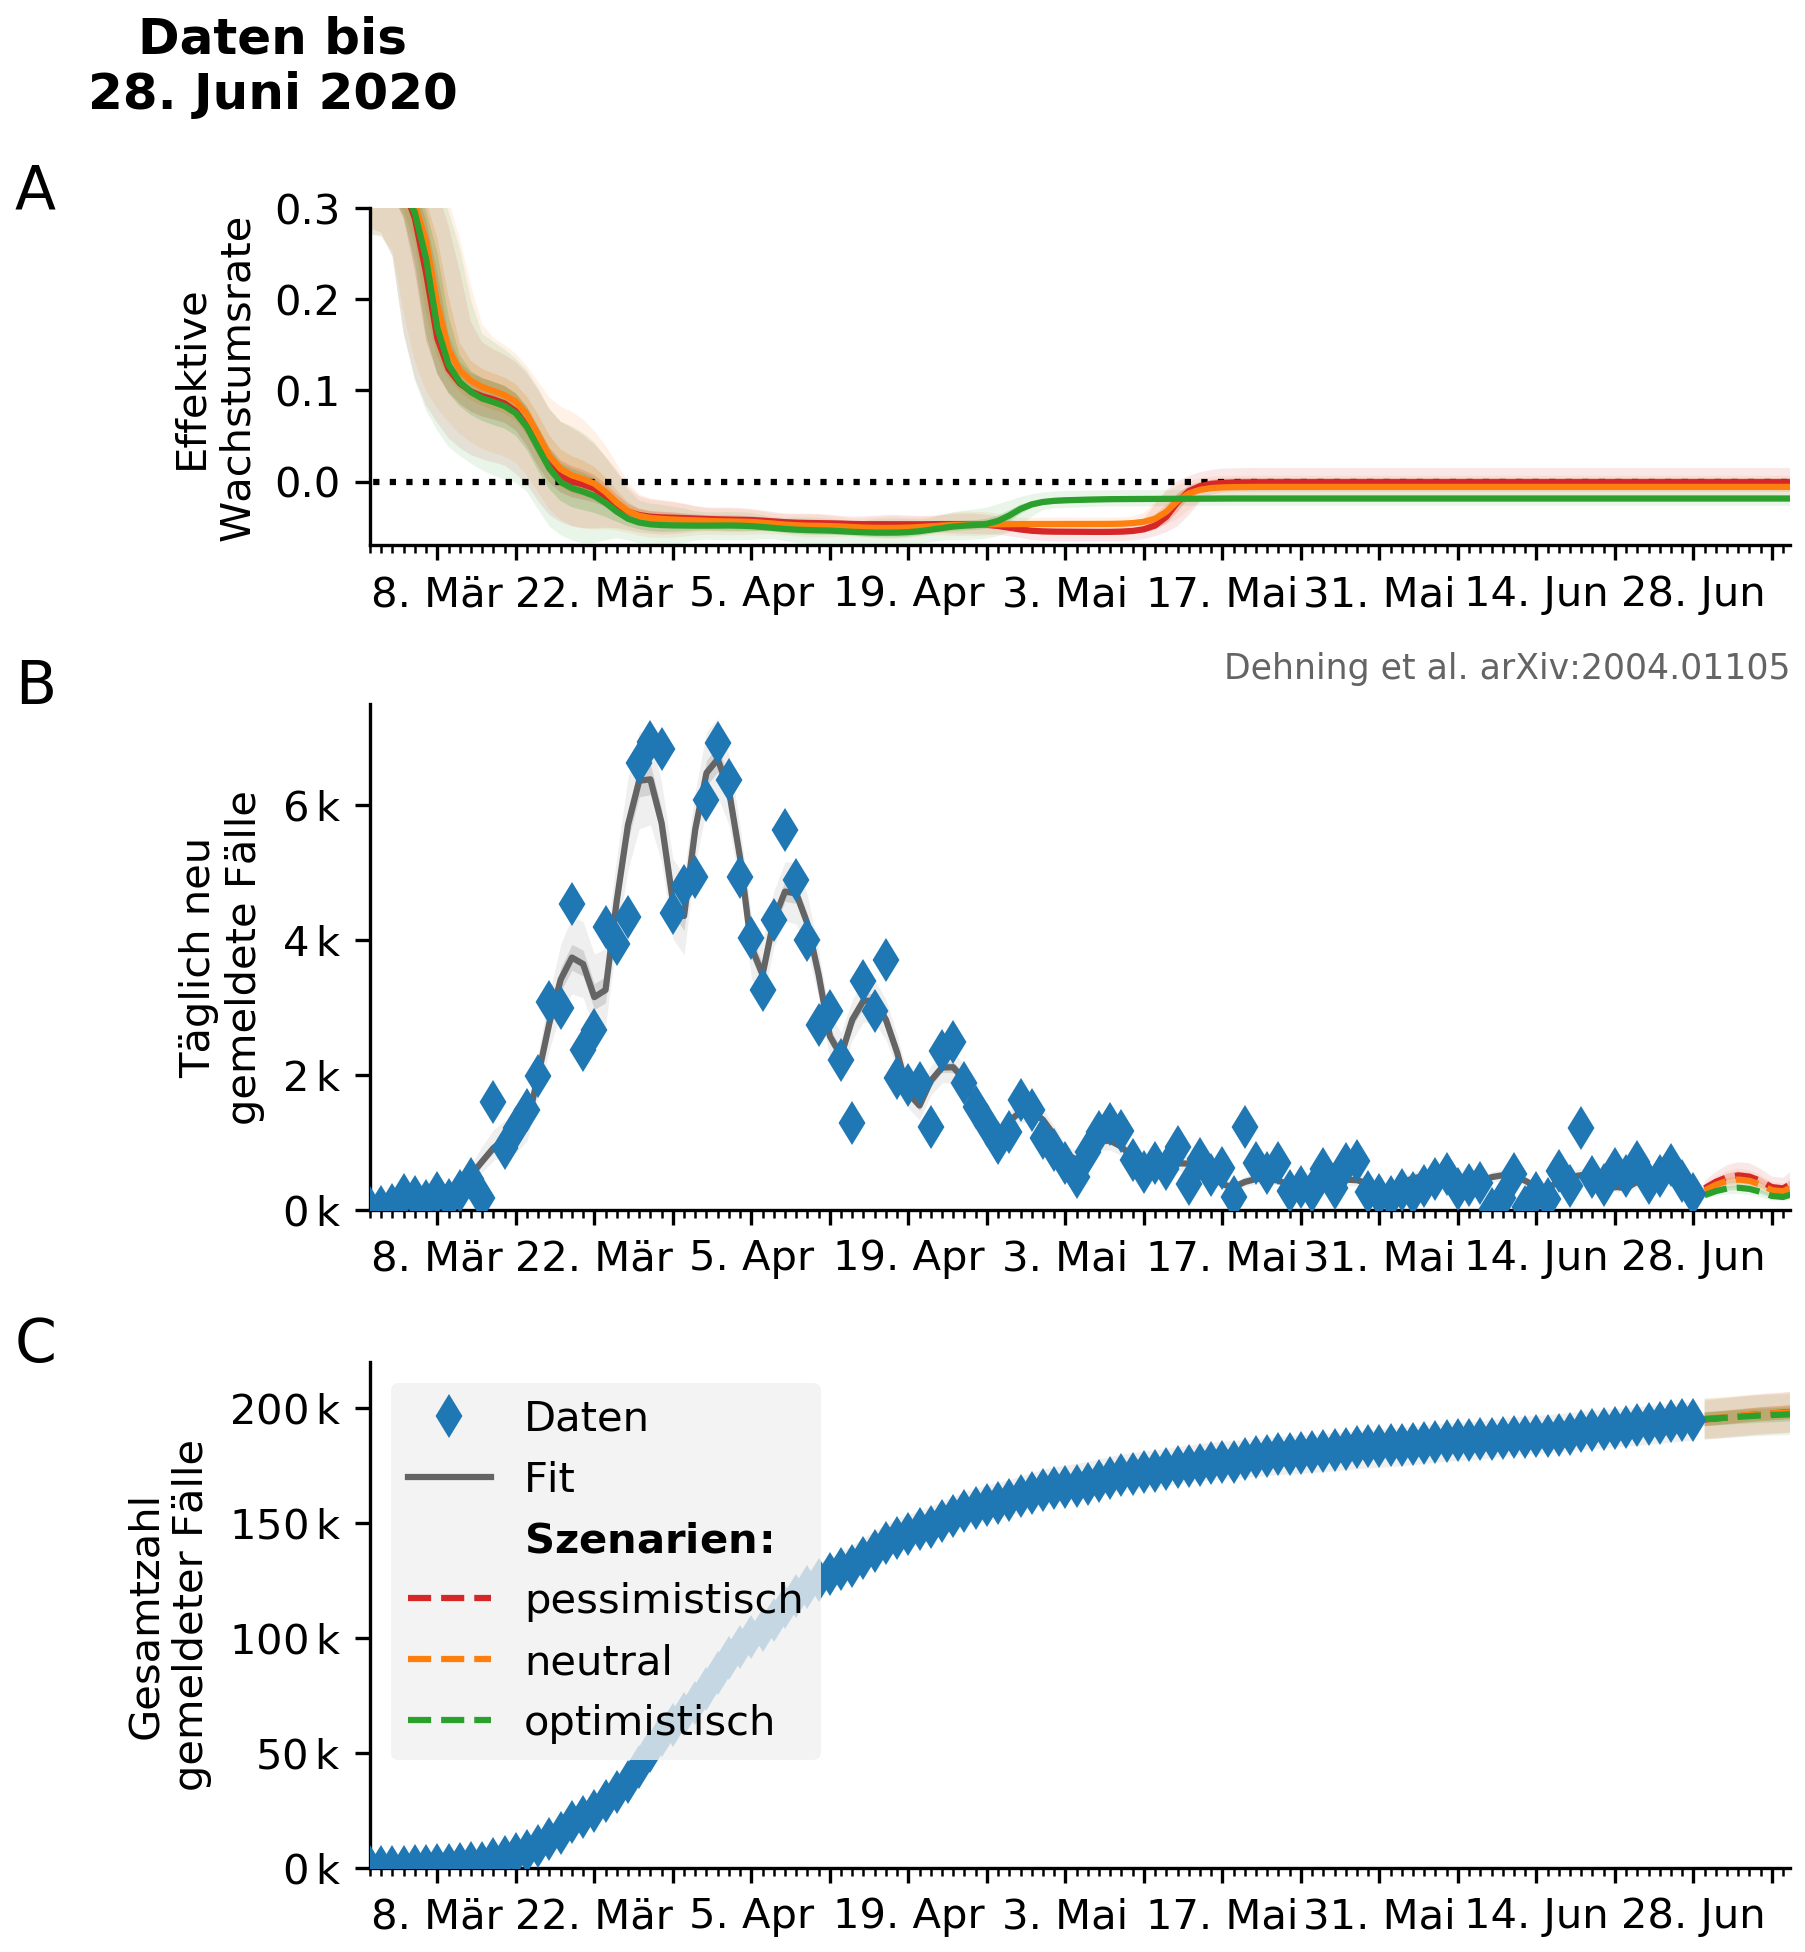 Daten bis
28. Juni 2020
A
Effektive
Wachstumsrate
0.3
0.2
0.1
0.0
8. Mär 22. Mär 5. Apr 19. Apr 3. Mai 17. Mai 31. Mai 14. Jun 28. Jun
Dehning et al. arXiv:2004.01105
B
Täglich neu
gemeldete Fälle
6 k
4 k
2 k
0 k
8. Mär 22. Mär 5. Apr 19. Apr 3. Mai 17. Mai 31. Mai 14. Jun 28. Jun
C
Gesamtzahl
gemeldeter Fälle
200 k
150 k
100 k
50 k
0 k
Daten
Fit
Szenarien:
pessimistisch
neutral
optimistisch
8. Mär 22. Mär 5. Apr 19. Apr 3. Mai 17. Mai 31. Mai 14. Jun 28. Jun